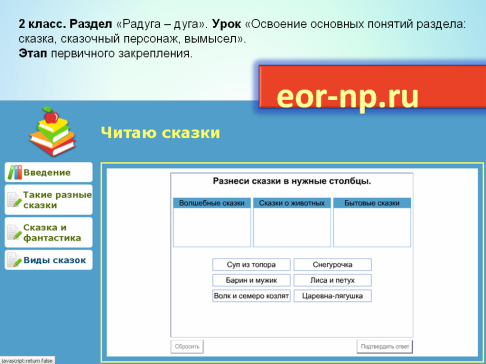 2 класс. Раздел «Радуга – дуга». Урок «Освоение основных понятий раздела:
сказка, сказочный персонаж, вымысел».
Этап первичного закрепления.
eor-np.ru
Читаю сказки
Введение
Такие разные
сказки
Сказка и
фантастика
Виды сказок
Разнеси сказки в нужные столбцы.
Волшебные сказки Сказки о животных Бытовые сказки
Суп из топора Снегурочка
Барин и мужик Лиса и петух
Волк и семеро козлят Царевна-лягушка
Сбросить Подтвердить ответ
javascript:return false